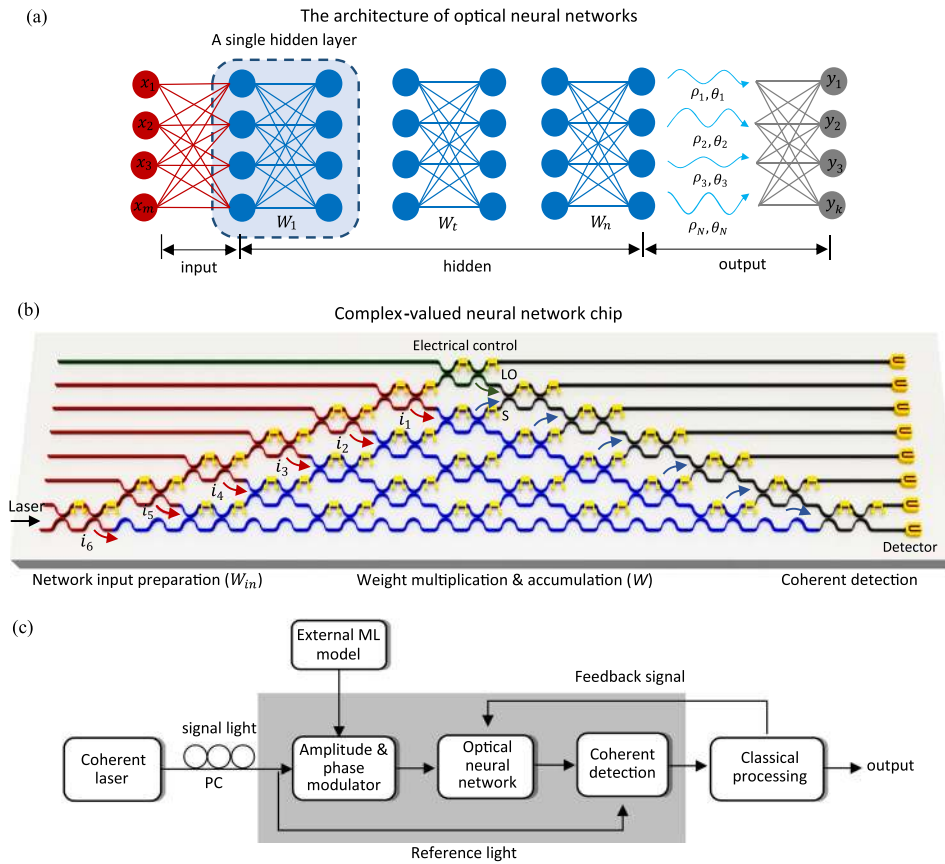 (a)
The architecture of optical neural networks
A single hidden layer
x₁
x₂
x₃
xₘ
W₁
Wₜ
Wₙ
ρ₁, θ₁
ρ₂, θ₂
ρ₃, θ₃
ρ_N, θ_N
y₁
y₂
y₃
yₖ
input
hidden
output
(b)
Complex-valued neural network chip
Electrical control
LO
S
i₁
i₂
i₃
i₄
i₅
i₆
Laser
Detector
Network input preparation (W_in)
Weight multiplication & accumulation (W)
Coherent detection
(c)
External ML
model
Feedback signal
signal light
Coherent
laser
PC
Amplitude &
phase
modulator
Optical
neural
network
Coherent
detection
Classical
processing
output
Reference light